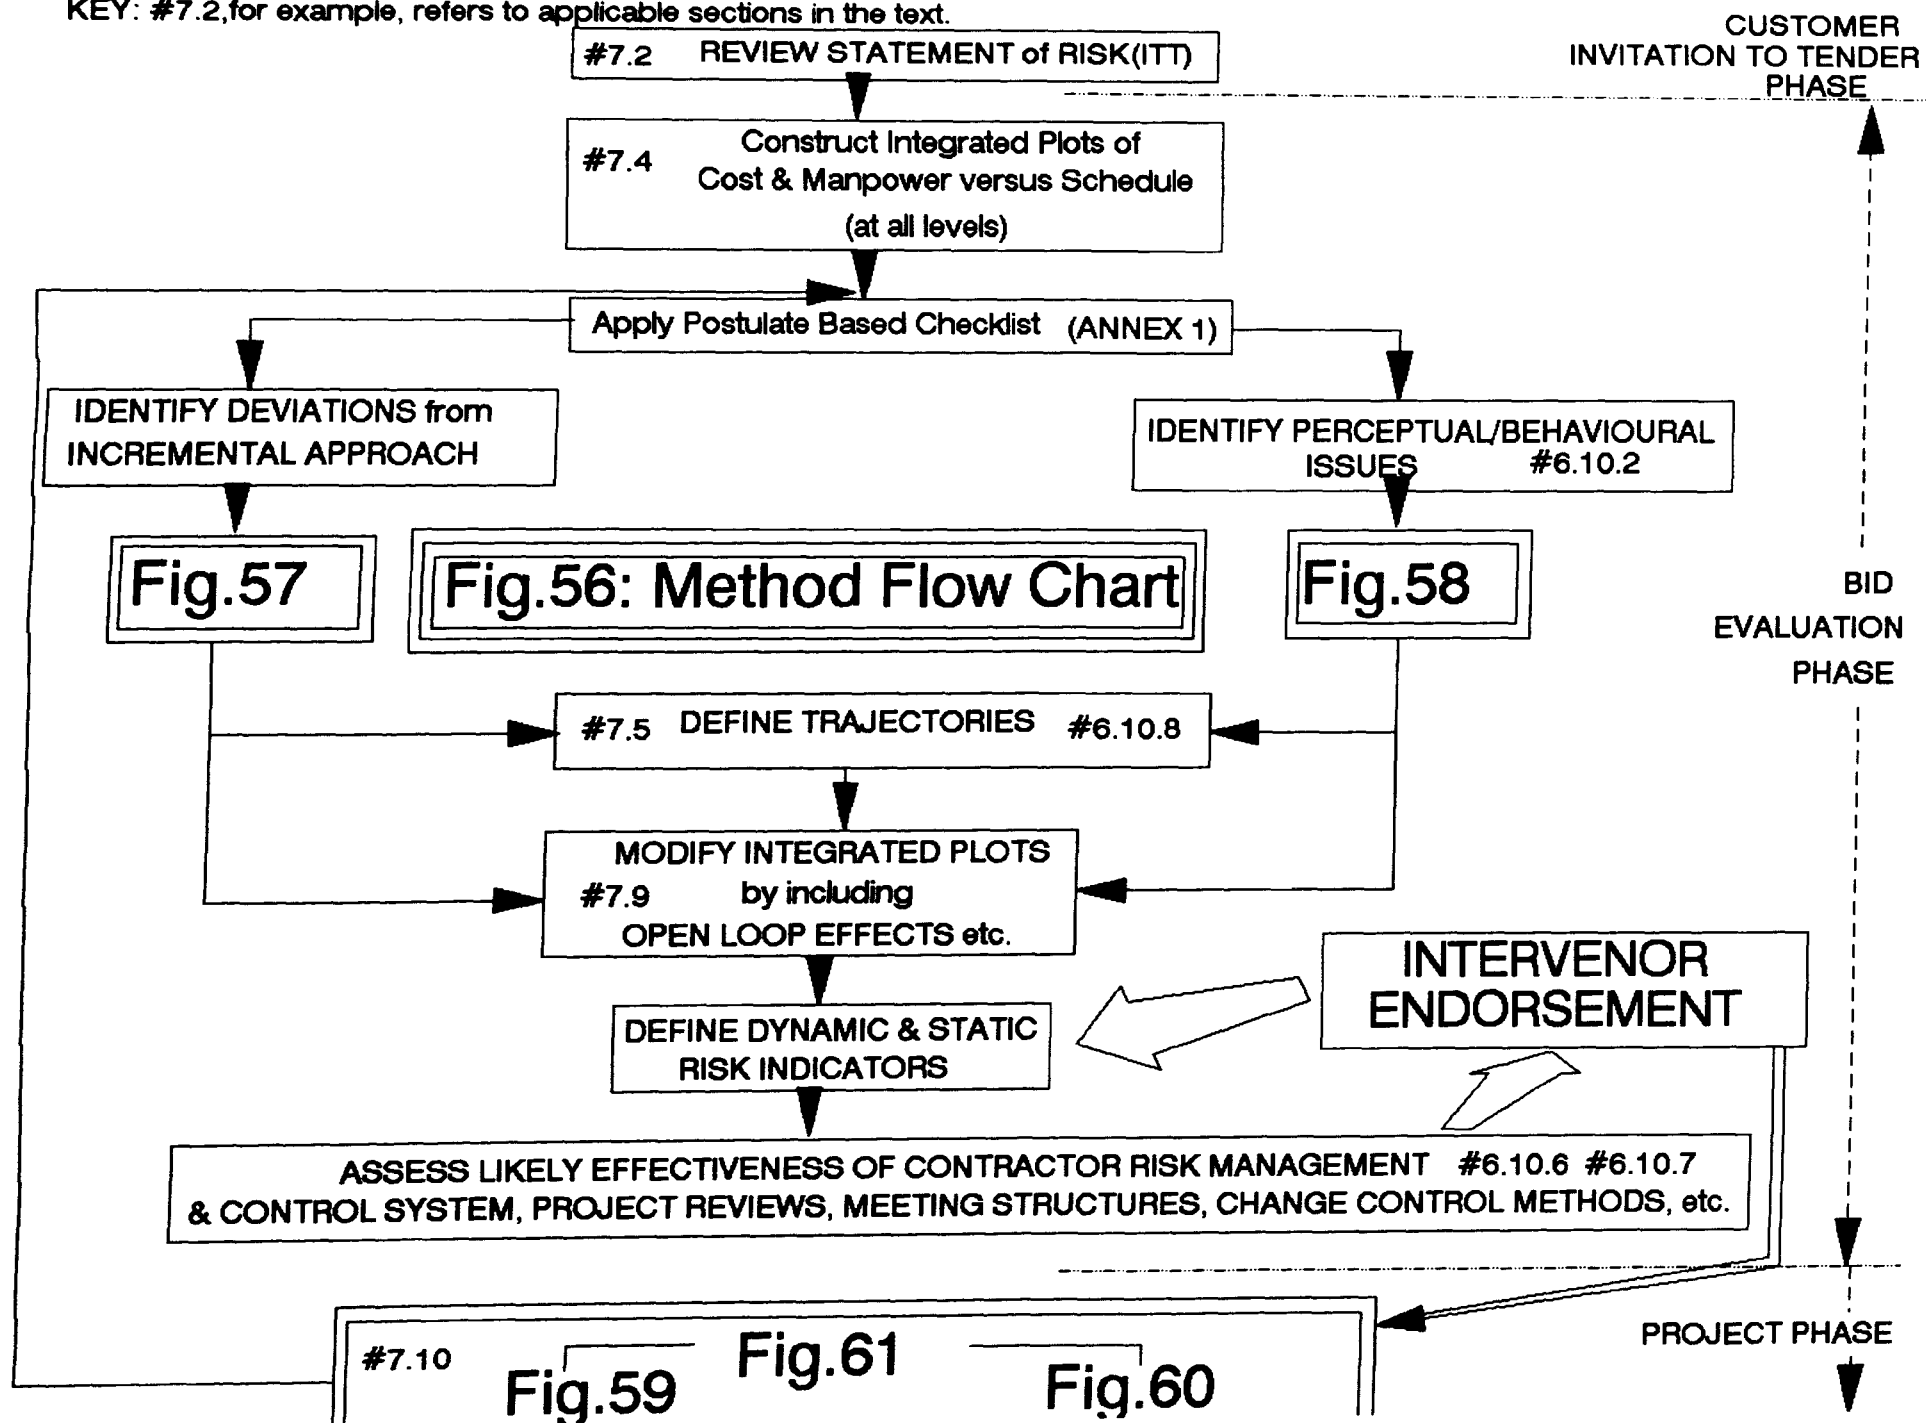 KEY: #7.2,for example, refers to applicable sections in the text.
CUSTOMER
INVITATION TO TENDER
PHASE
#7.2 REVIEW STATEMENT of RISK(ITT)
#7.4
Construct Integrated Plots of
Cost & Manpower versus Schedule
(at all levels)
Apply Postulate Based Checklist (ANNEX 1)
IDENTIFY DEVIATIONS from
INCREMENTAL APPROACH
IDENTIFY PERCEPTUAL/BEHAVIOURAL
ISSUES #6.10.2
Fig.57
Fig.56: Method Flow Chart
Fig.58
BID
EVALUATION
PHASE
#7.5 DEFINE TRAJECTORIES #6.10.8
MODIFY INTEGRATED PLOTS
#7.9 by including
OPEN LOOP EFFECTS etc.
INTERVENOR
ENDORSEMENT
DEFINE DYNAMIC & STATIC
RISK INDICATORS
ASSESS LIKELY EFFECTIVENESS OF CONTRACTOR RISK MANAGEMENT #6.10.6 #6.10.7
& CONTROL SYSTEM, PROJECT REVIEWS, MEETING STRUCTURES, CHANGE CONTROL METHODS, etc.
PROJECT PHASE
#7.10
Fig.61
Fig.59
Fig.60